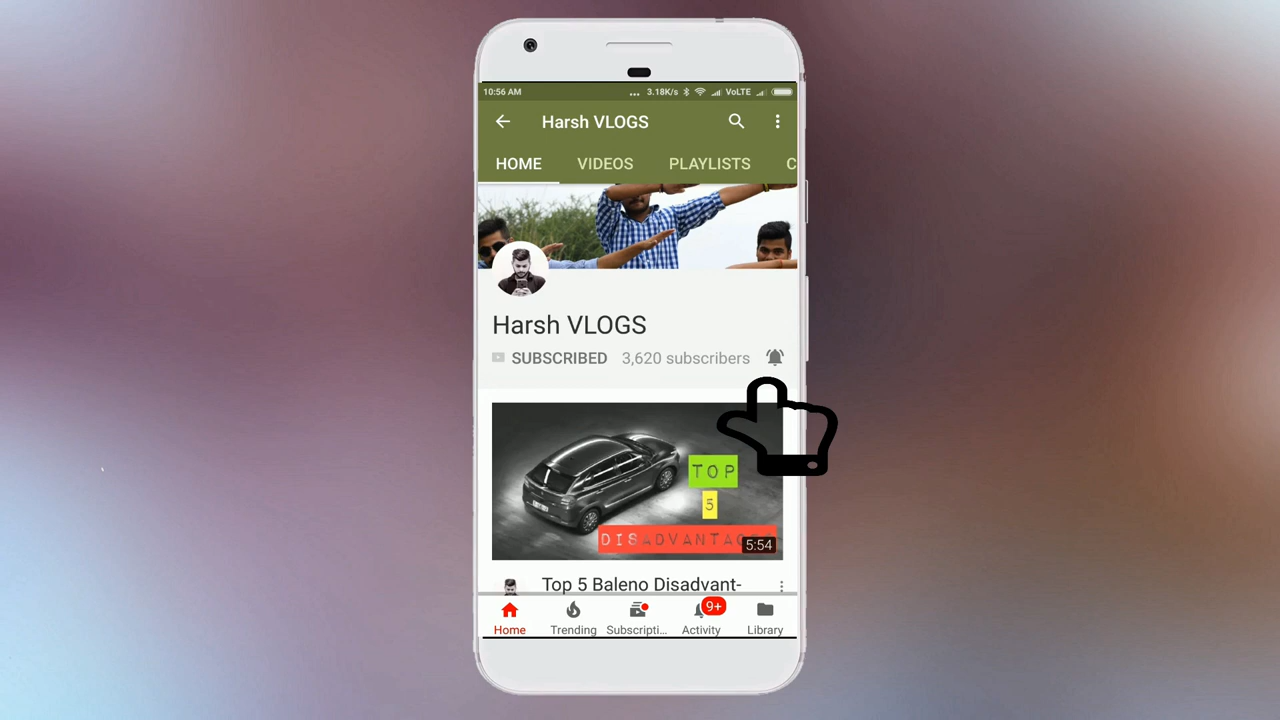 10:56 AM ... 3.18K/s VoLTE
Harsh VLOGS
HOME VIDEOS PLAYLISTS C
Harsh VLOGS
SUBSCRIBED 3,620 subscribers
TOP
5
DISADVANTAG
5:54
Top 5 Baleno Disadvant-
9+
Home Trending Subscripti... Activity Library